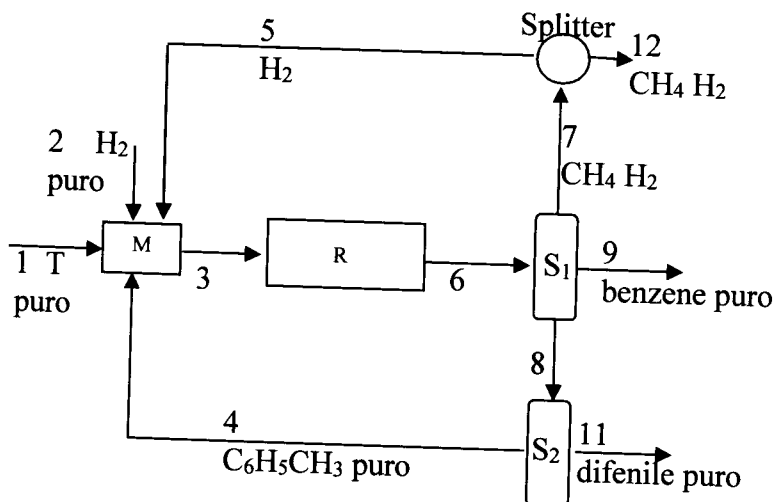 Splitter
5
H₂
12
CH₄ H₂
7
CH₄ H₂
2 H₂
puro
M
R
S₁
1 T
puro
3
6
9
benzene puro
8
4
C₆H₅CH₃ puro
S₂
11
difenile puro